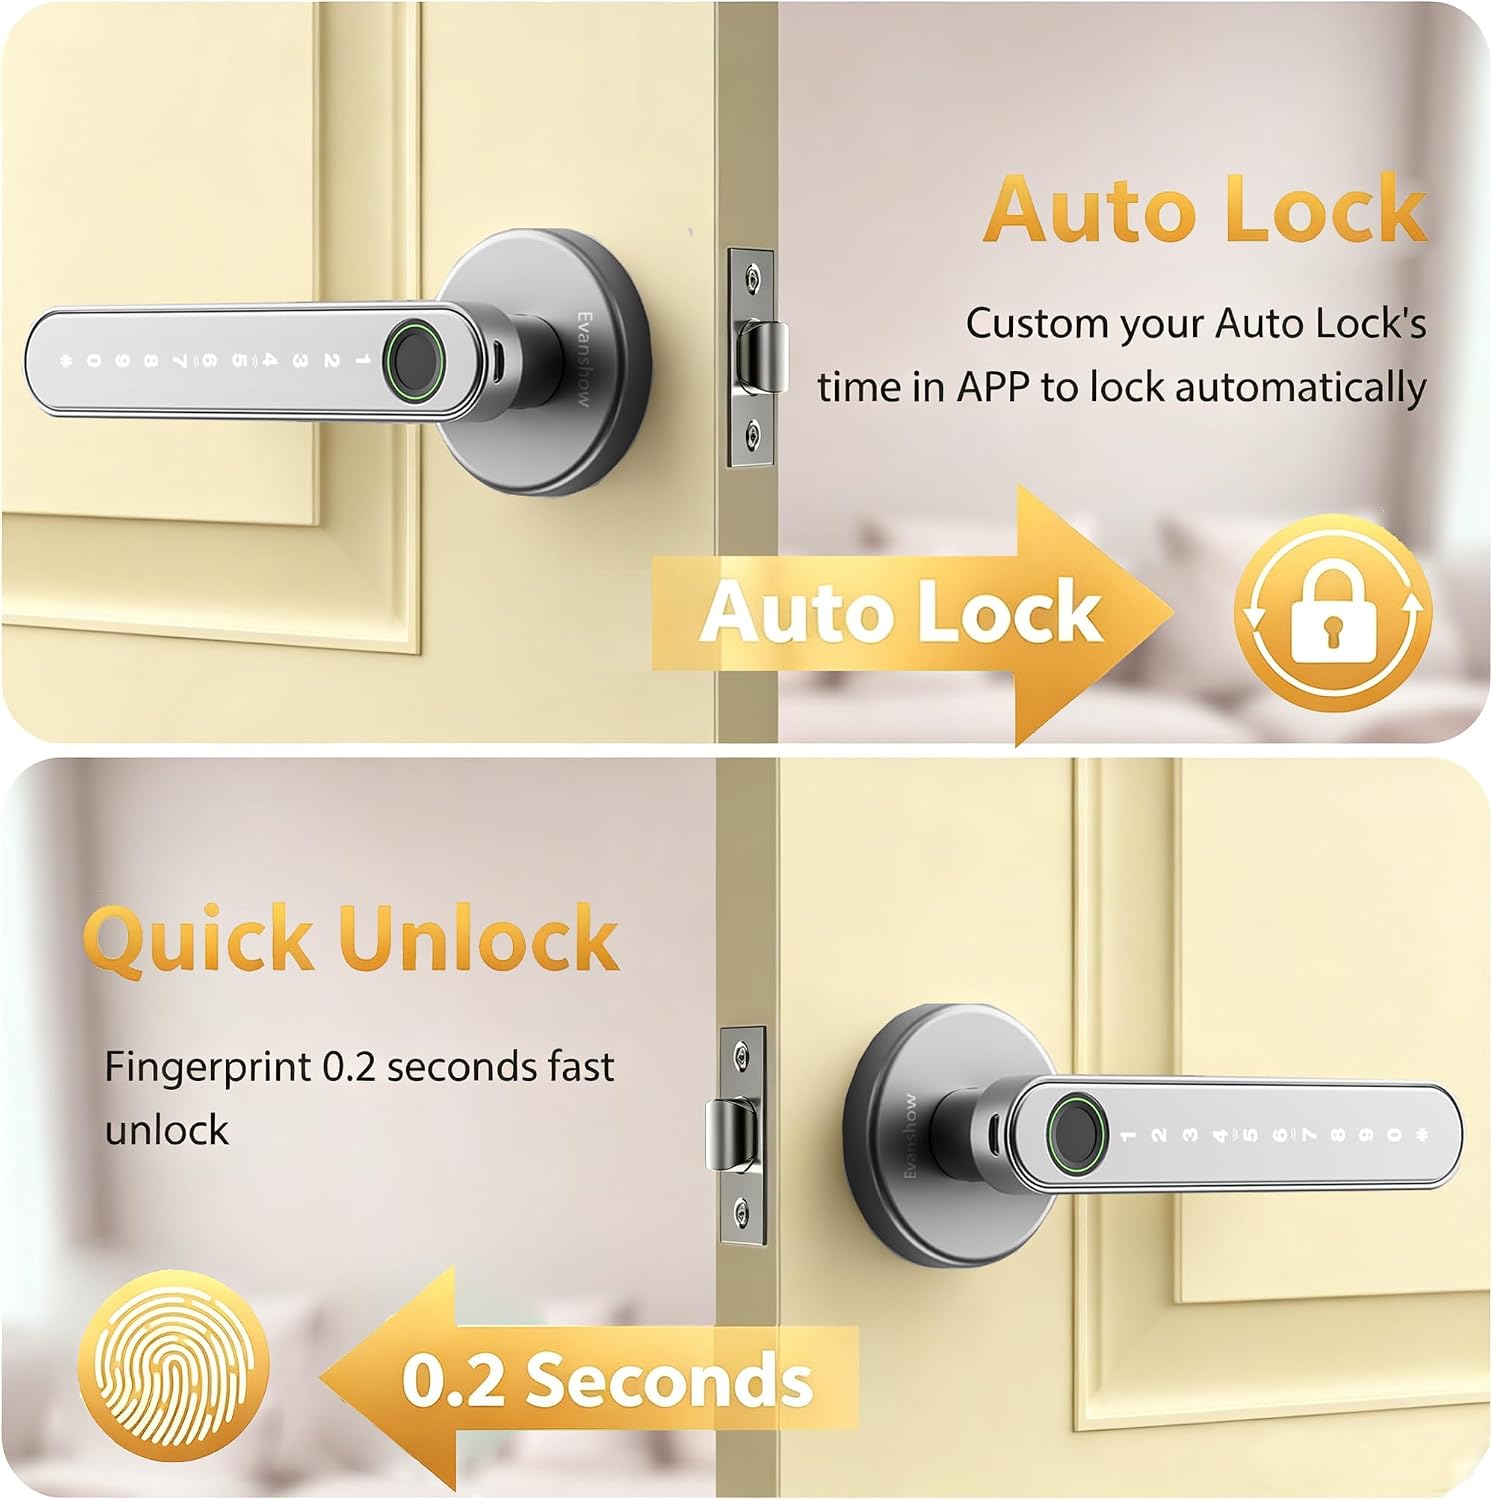 Auto Lock
Custom your Auto Lock's
time in APP to lock automatically
Evanshow
1 2 3 4 5 6 7 8 9 0 *
Auto Lock
Quick Unlock
Fingerprint 0.2 seconds fast
unlock
Evanshow
1 2 3 4 5 6 7 8 9 0 *
0.2 Seconds